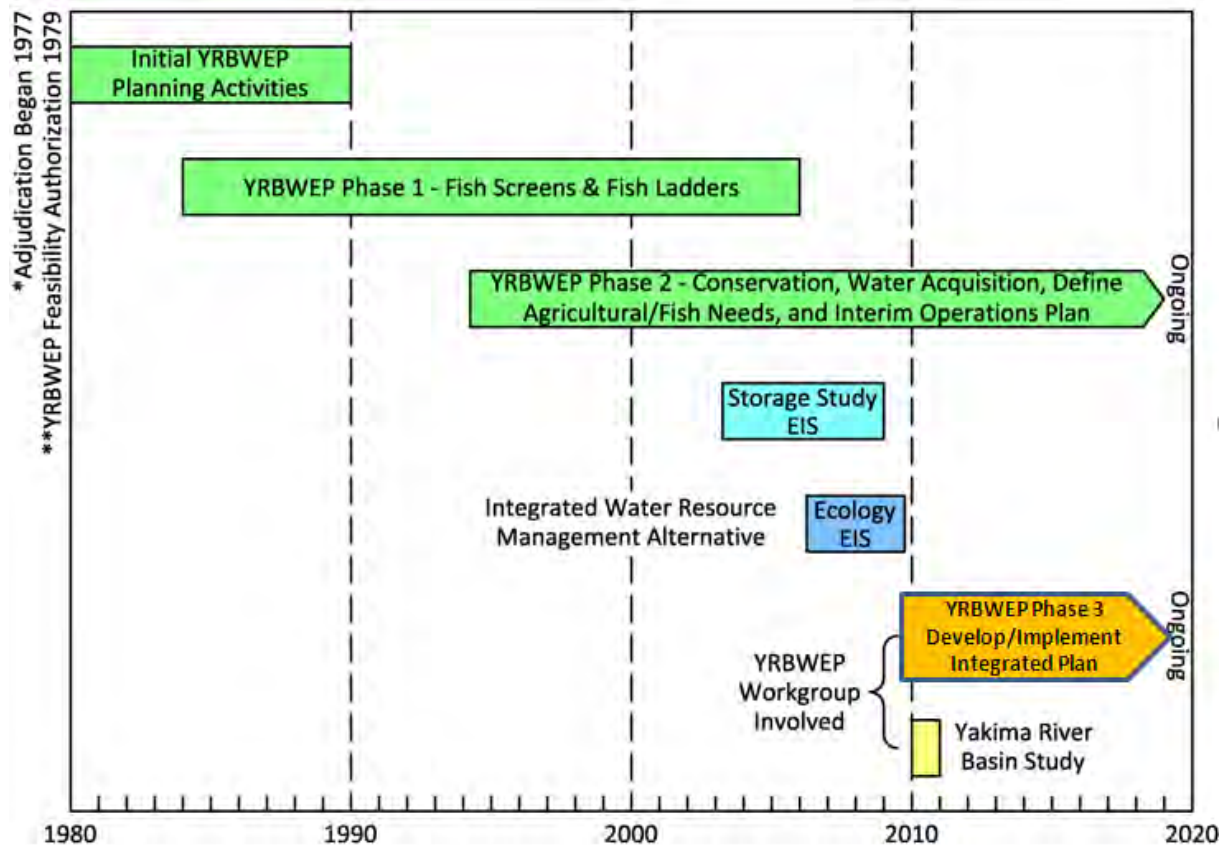 *Adjudication Began 1977
**YRBWEP Feasibility Authorization 1979
Initial YRBWEP
Planning Activities
YRBWEP Phase 1 - Fish Screens & Fish Ladders
YRBWEP Phase 2 - Conservation, Water Acquisition, Define
Agricultural/Fish Needs, and Interim Operations Plan
Ongoing
Storage Study
EIS
Integrated Water Resource
Management Alternative
Ecology
EIS
YRBWEP Phase 3
Develop/Implement
Integrated Plan
Ongoing
YRBWEP
Workgroup
Involved
Yakima River
Basin Study
1980
1990
2000
2010
2020